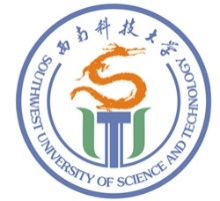 西南科技大学
SOUTHWEST UNIVERSITY OF SCIENCE AND TECHNOLOGY